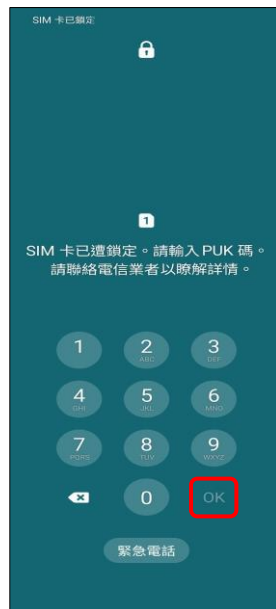 SIM 卡已鎖定
1
SIM 卡已遭鎖定。請輸入 PUK 碼。
請聯絡電信業者以瞭解詳情。
1 2 3
ABC DEF
4 5 6
GHI JKL MNO
7 8 9
PQRS TUV WXYZ
0 OK
緊急電話